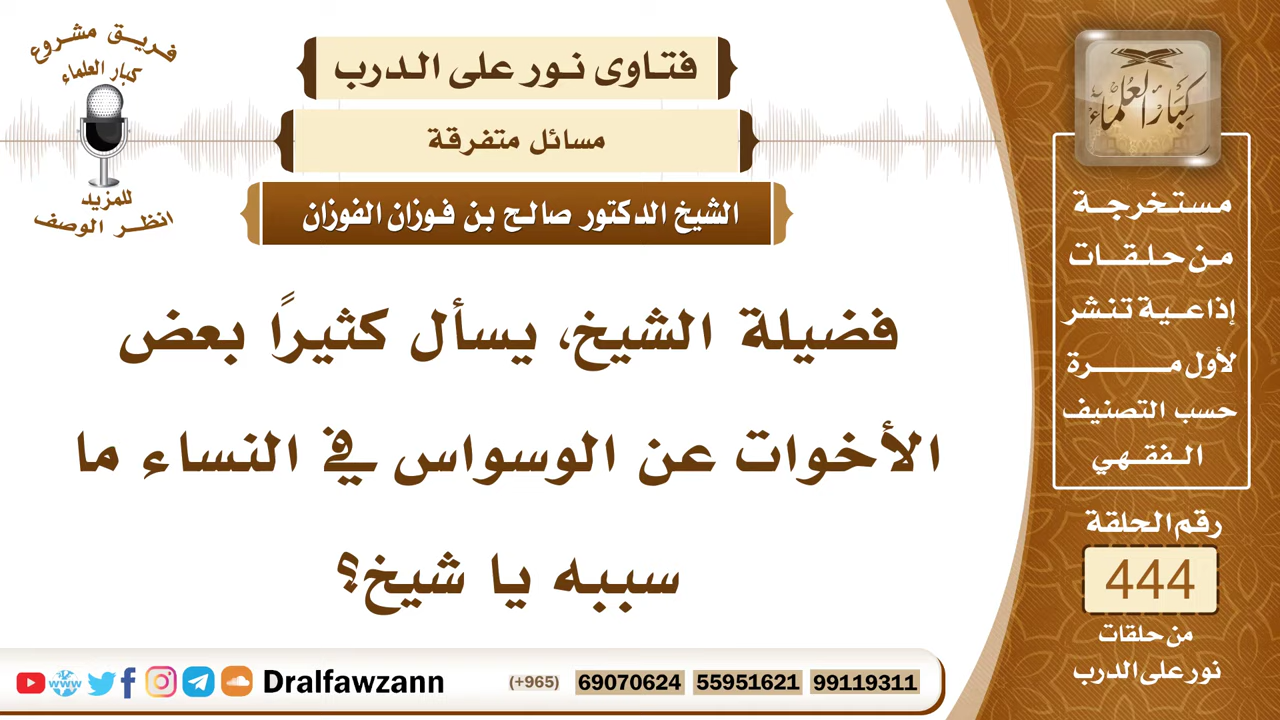 فريق مشروع
كبار العلماء
للمزيد
انظر الوصف
فتاوى نور على الدرب
مسائل متفرقة
الشيخ الدكتور صالح بن فوزان الفوزان
فضيلة الشيخ، يسأل كثيرًا بعض
الأخوات عن الوسواس في النساء ما
سببه يا شيخ؟
كبار العلماء
مستخرجة
من حلقات
إذاعية تنشر
لأول مرة
حسب التصنيف
الفقهي
رقم الحلقة
444
من حلقات
نور على الدرب
www Dralfawzann (+965) 69070624 55951621 99119311